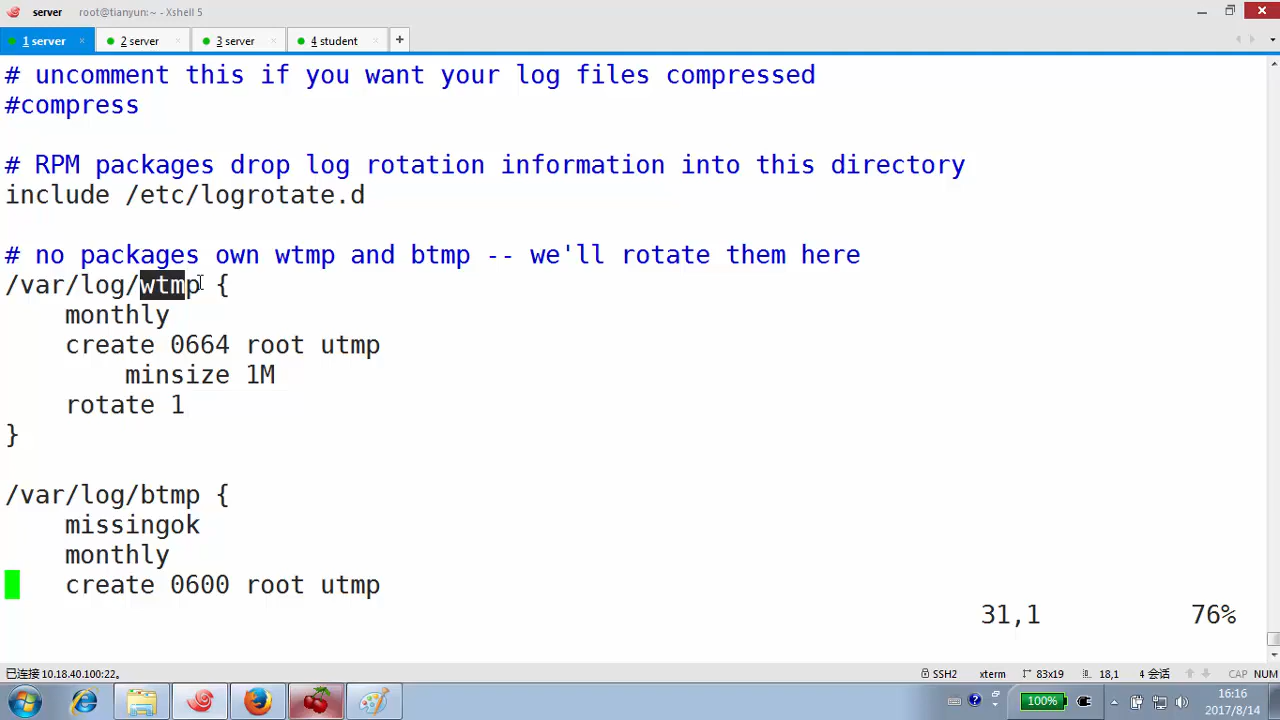 server root@tianyun:~ - Xshell 5
1 server × 2 server × 3 server × 4 student × +
# uncomment this if you want your log files compressed
#compress
# RPM packages drop log rotation information into this directory
include /etc/logrotate.d
# no packages own wtmp and btmp -- we'll rotate them here
/var/log/wtmp {
    monthly
    create 0664 root utmp
        minsize 1M
    rotate 1
}
/var/log/btmp {
    missingok
    monthly
    create 0600 root utmp
31,1 76%
已连接 10.18.40.100:22。 SSH2 xterm 83x19 18,1 4 会话 CAP NUM
100% 16:16
2017/8/14